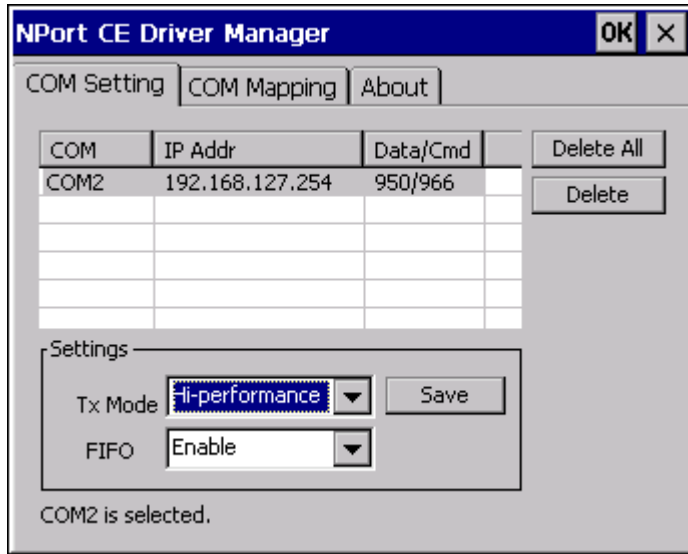 NPort CE Driver Manager OK ×
COM Setting COM Mapping About
COM IP Addr Data/Cmd Delete All
COM2 192.168.127.254 950/966
Delete
Settings
Tx Mode Hi-performance Save
FIFO Enable
COM2 is selected.